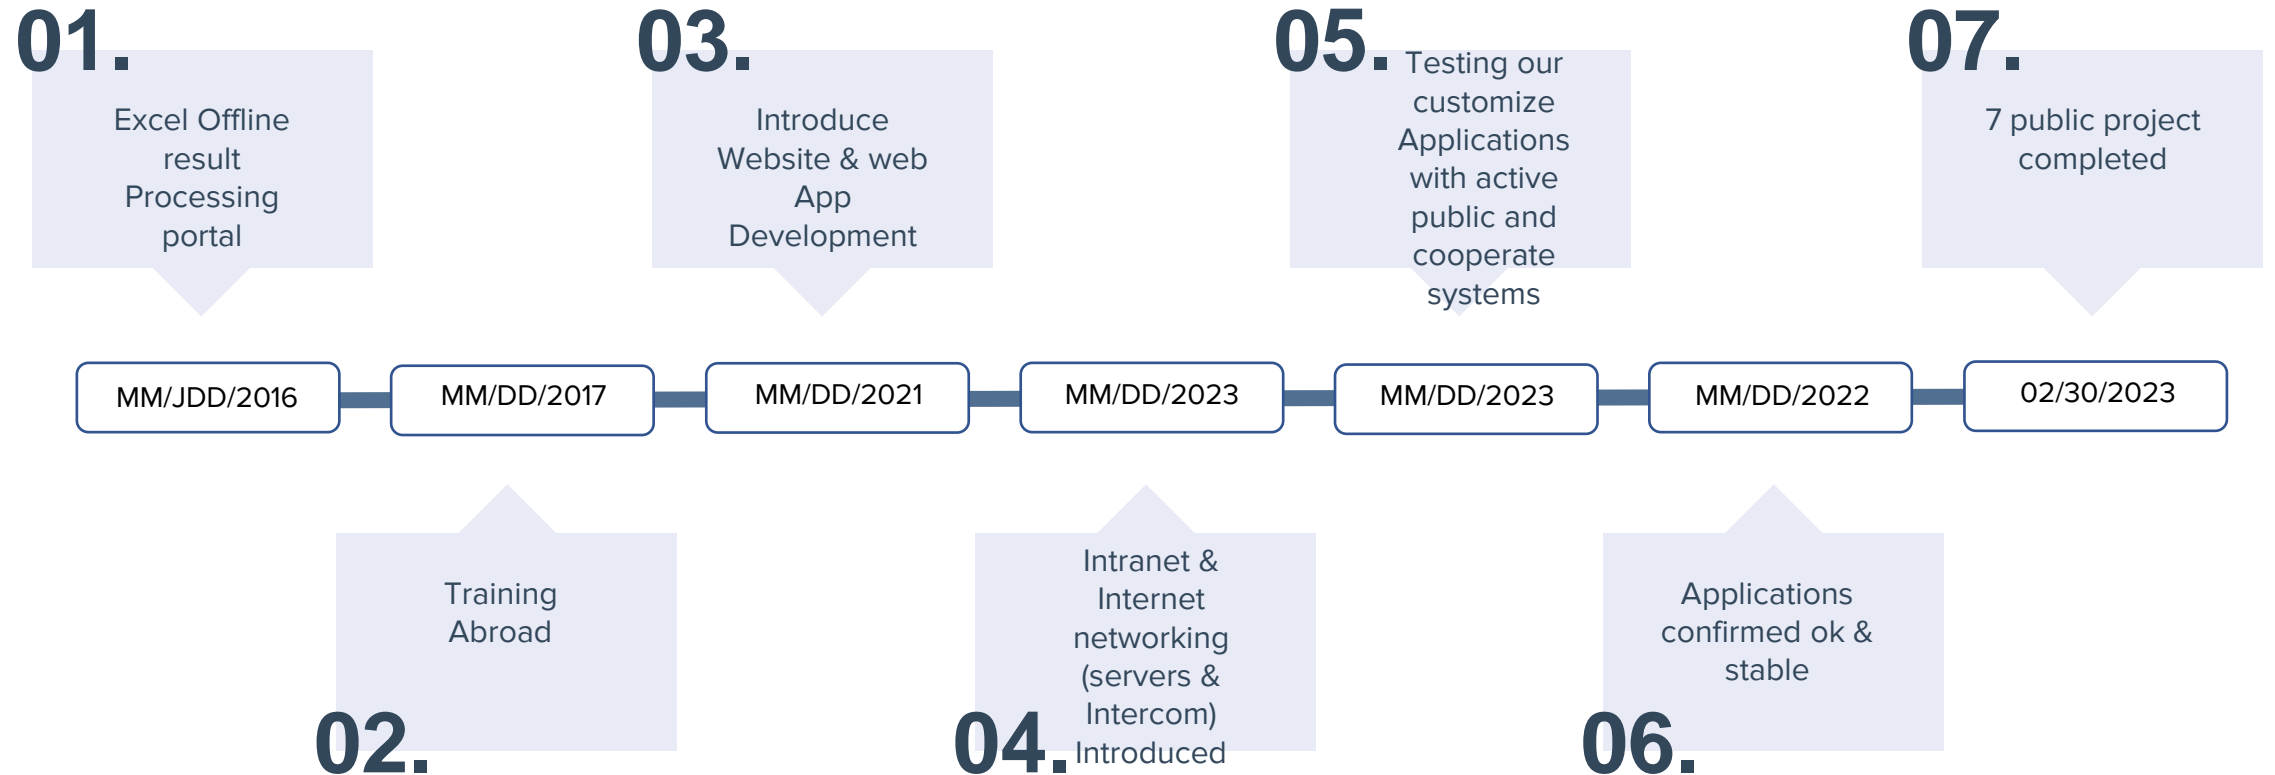 01.
Excel Offline
result
Processing
portal
03.
Introduce
Website & web
App
Development
05.
Testing our
customize
Applications
with active
public and
cooperate
systems
07.
7 public project
completed
MM/JDD/2016
MM/DD/2017
MM/DD/2021
MM/DD/2023
MM/DD/2023
MM/DD/2022
02/30/2023
Training
Abroad
02.
Intranet &
Internet
networking
(servers &
Intercom)
Introduced
04.
Applications
confirmed ok &
stable
06.